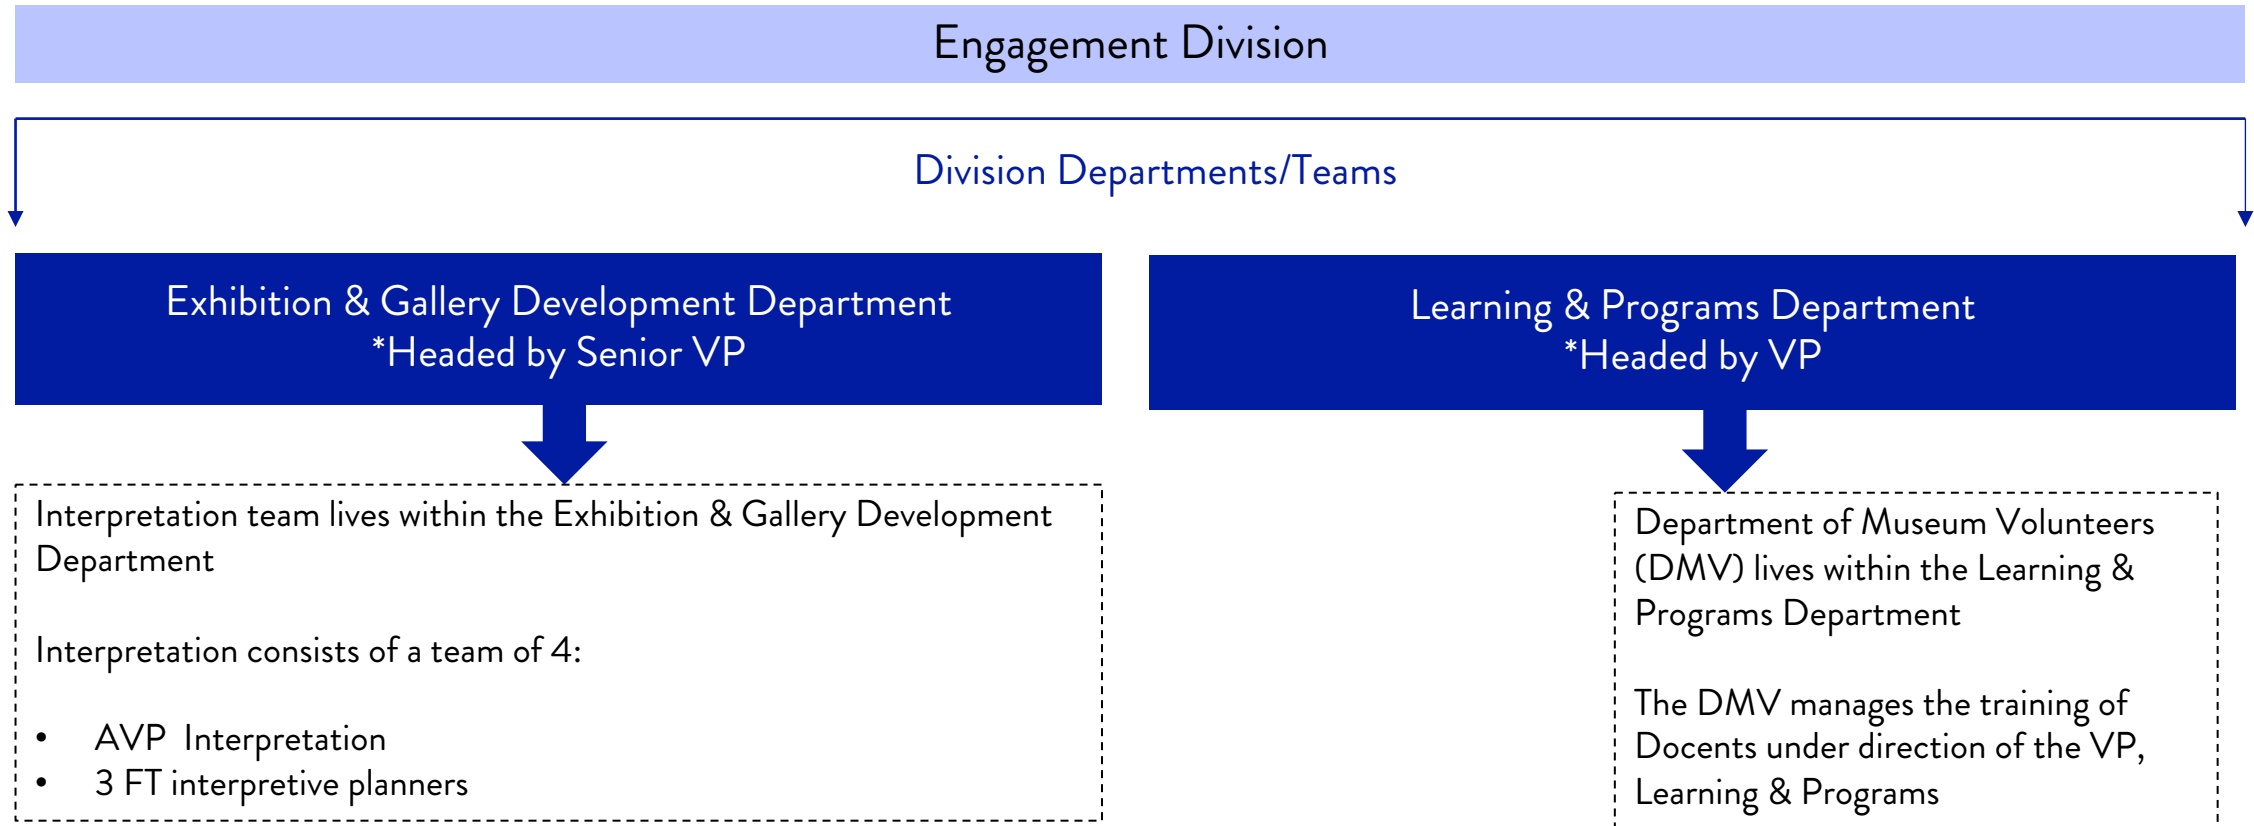 Engagement Division
Division Departments/Teams
Exhibition & Gallery Development Department
*Headed by Senior VP
Learning & Programs Department
*Headed by VP
Interpretation team lives within the Exhibition & Gallery Development
Department
Interpretation consists of a team of 4:
• AVP  Interpretation
• 3 FT interpretive planners
Department of Museum Volunteers
(DMV) lives within the Learning &
Programs Department
The DMV manages the training of
Docents under direction of the VP,
Learning & Programs